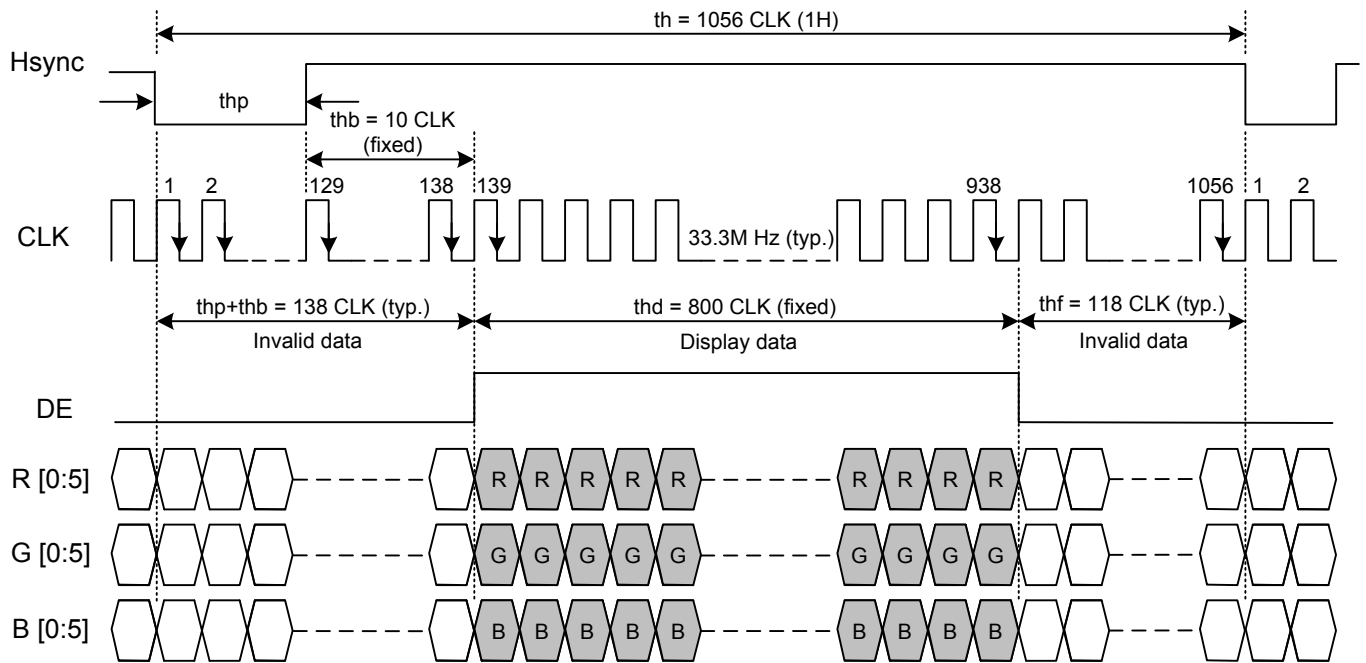 th = 1056 CLK (1H)
Hsync
thp
thb = 10 CLK
(fixed)
1 2 129 138 139 938 1056 1 2
CLK
33.3M Hz (typ.)
thp+thb = 138 CLK (typ.) thd = 800 CLK (fixed) thf = 118 CLK (typ.)
Invalid data Display data Invalid data
DE
R [0:5] R R R R R R R R R
G [0:5] G G G G G G G G G
B [0:5] B B B B B B B B B